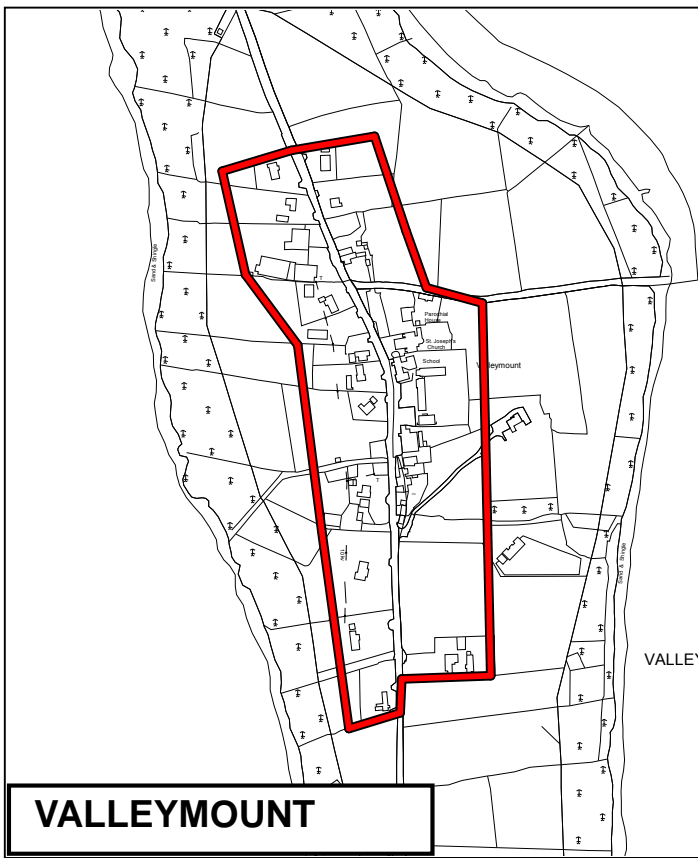 Sand & Shingle
T
Parochial
House
St. Joseph's
Church
School
Valleymount
T
Sand & Shingle
VALLEY
VALLEYMOUNT